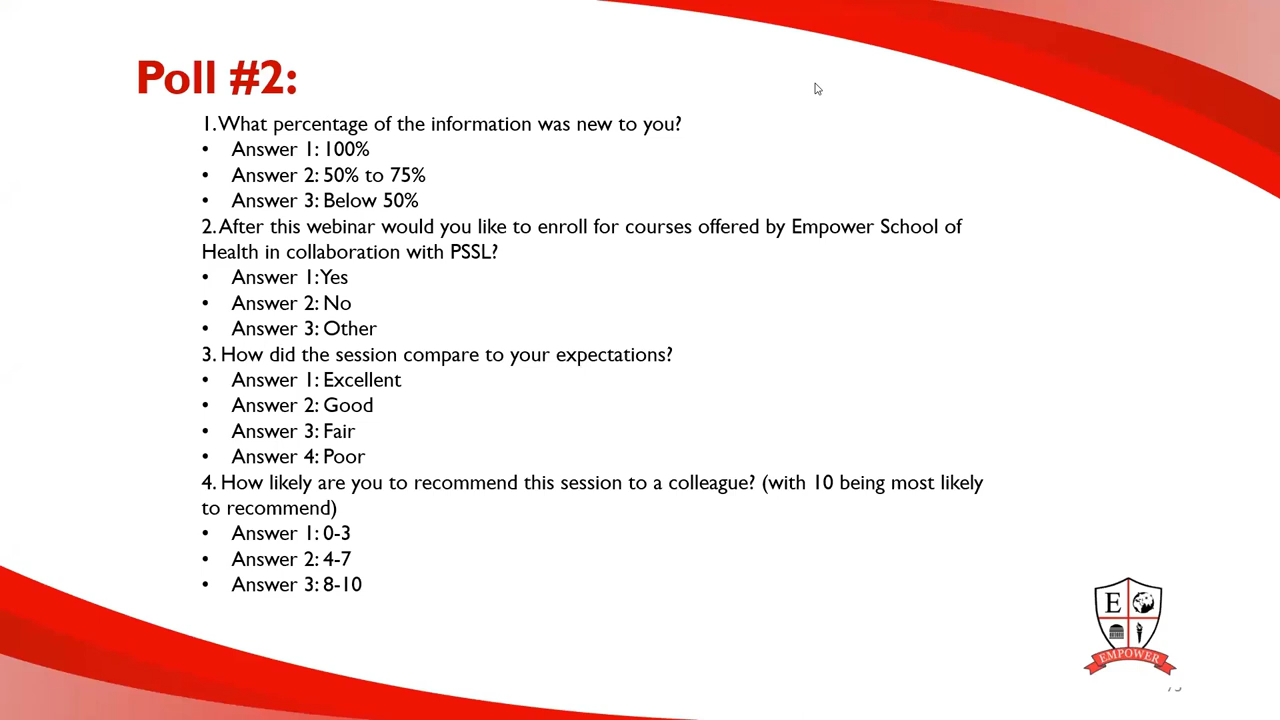 Poll #2:
1. What percentage of the information was new to you?
• Answer 1: 100%
• Answer 2: 50% to 75%
• Answer 3: Below 50%
2. After this webinar would you like to enroll for courses offered by Empower School of
Health in collaboration with PSSL?
• Answer 1: Yes
• Answer 2: No
• Answer 3: Other
3. How did the session compare to your expectations?
• Answer 1: Excellent
• Answer 2: Good
• Answer 3: Fair
• Answer 4: Poor
4. How likely are you to recommend this session to a colleague? (with 10 being most likely
to recommend)
• Answer 1: 0-3
• Answer 2: 4-7
• Answer 3: 8-10
E
EMPOWER